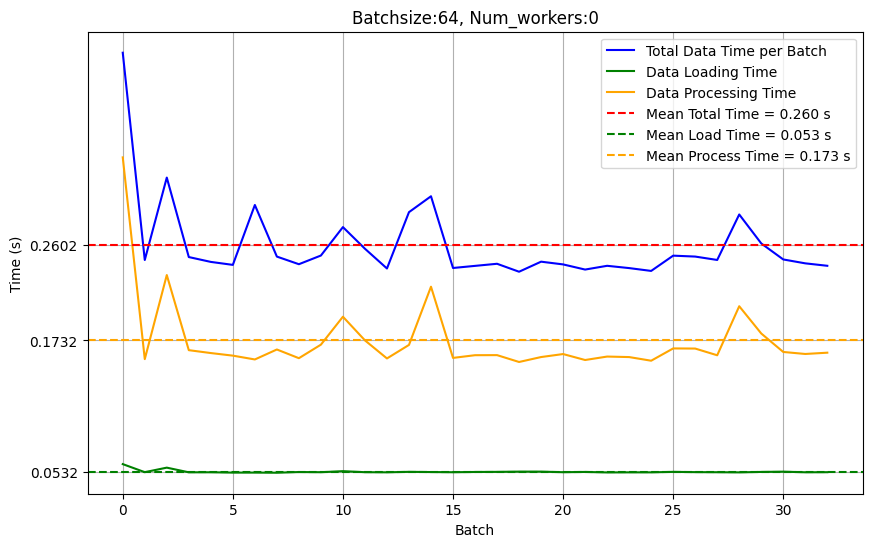 Batchsize:64, Num_workers:0
Total Data Time per Batch
Data Loading Time
Data Processing Time
Mean Total Time = 0.260 s
Mean Load Time = 0.053 s
Mean Process Time = 0.173 s
Time (s)
0.2602
0.1732
0.0532
0 5 10 15 20 25 30
Batch